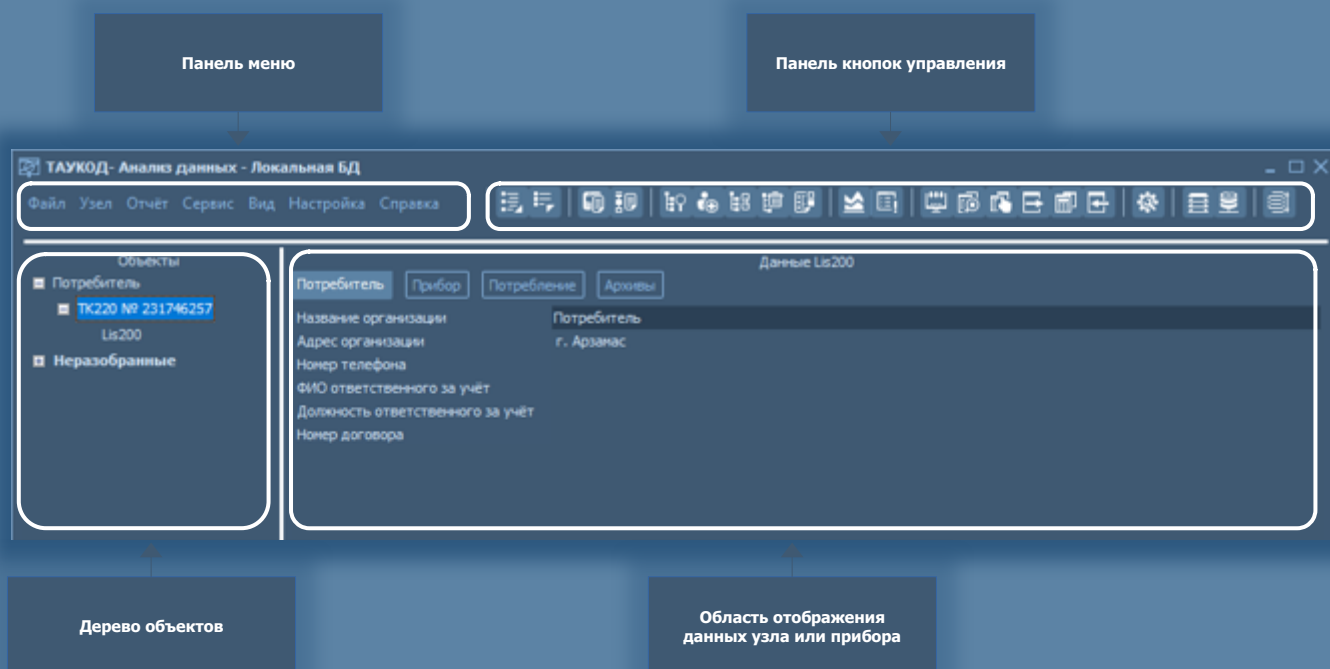 Панель меню
Панель кнопок управления
ТАУКОД- Анализ данных - Локальная БД
Файл Узел Отчёт Сервис Вид Настройка Справка
Объекты
Потребитель
ТК220 № 231746257
Lis200
Неразобранные
Данные Lis200
Потребитель Прибор Потребление Архивы
Название организации Потребитель
Адрес организации г. Арзамас
Номер телефона
ФИО ответственного за учёт
Должность ответственного за учёт
Номер договора
Дерево объектов
Область отображения
данных узла или прибора